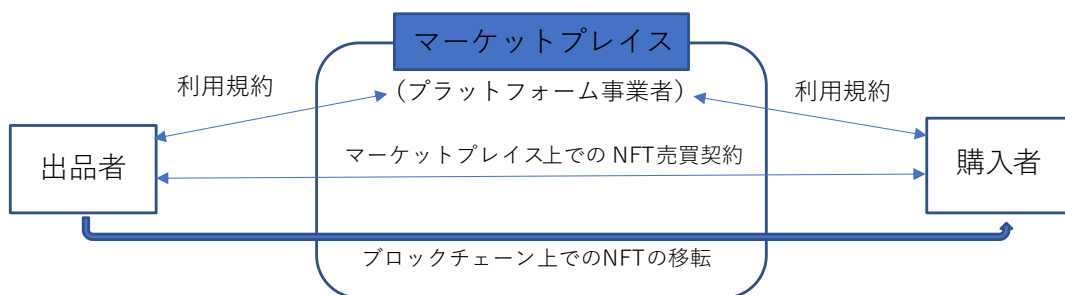 マーケットプレイス
利用規約
（プラットフォーム事業者）
利用規約
出品者
マーケットプレイス上での NFT売買契約
購入者
ブロックチェーン上でのNFTの移転